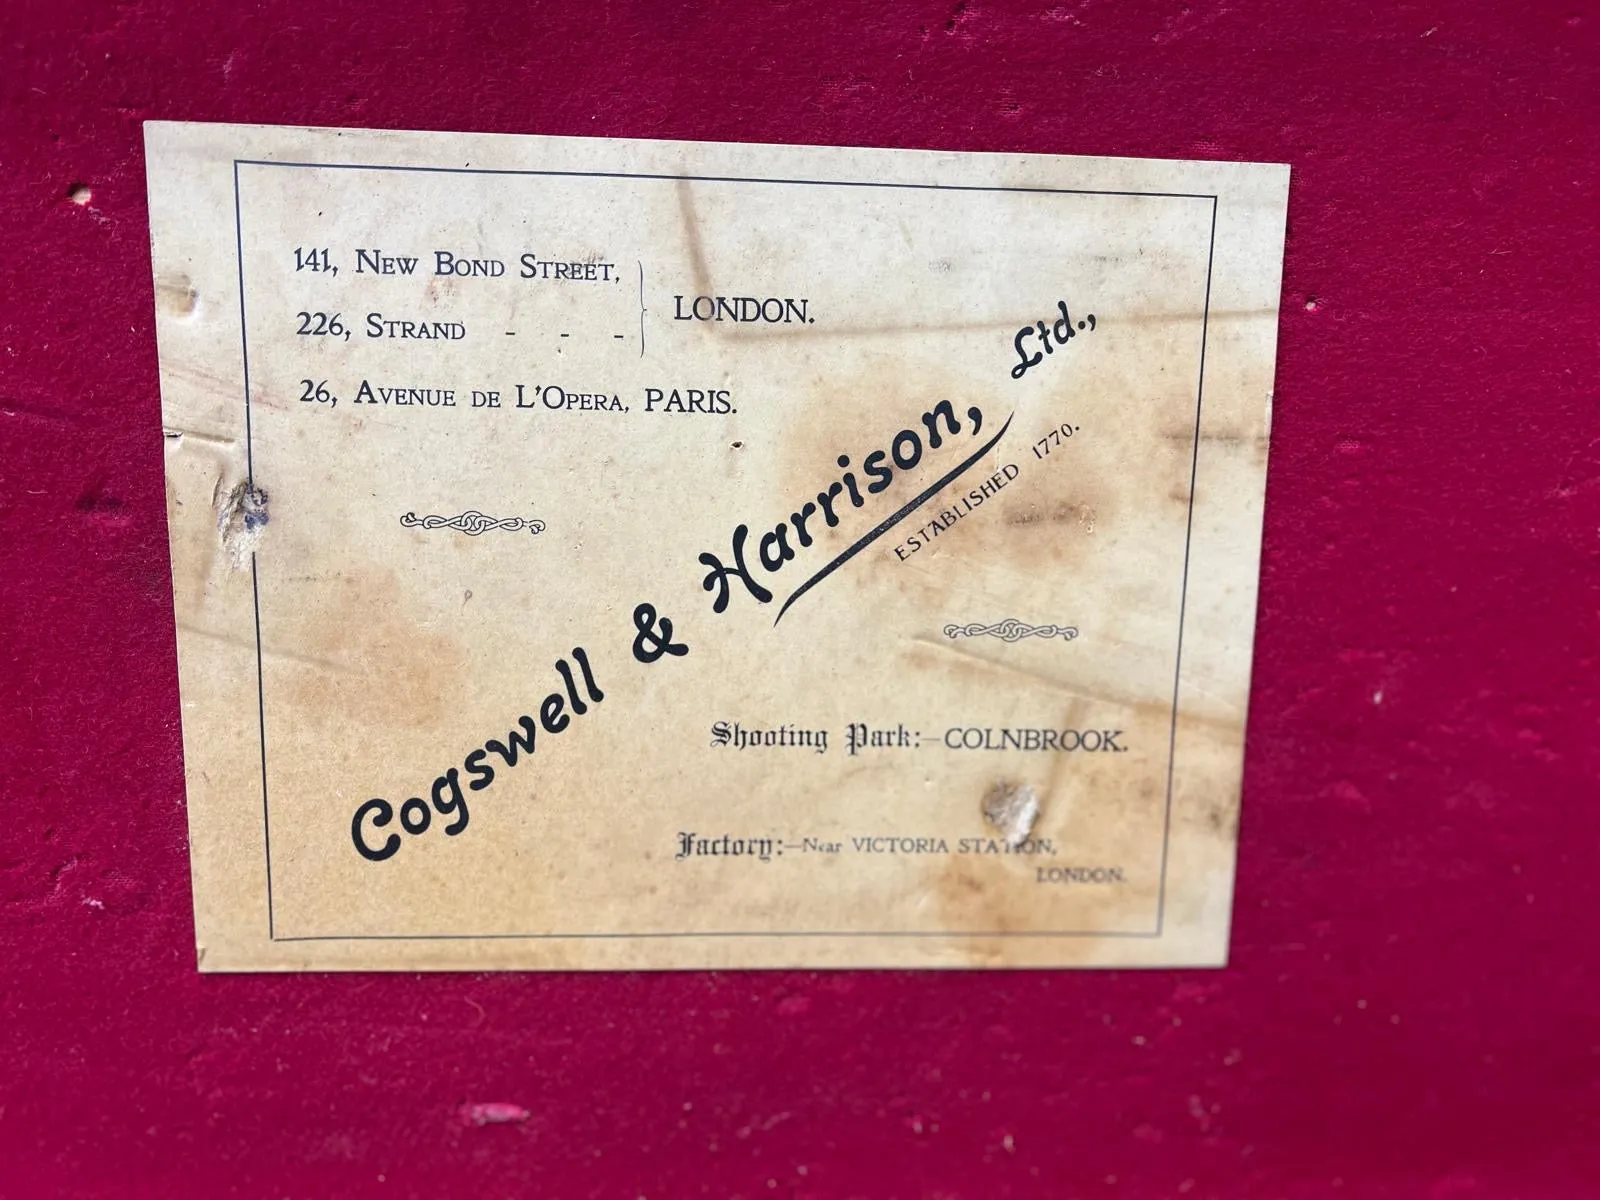 141, New Bond Street,
226, Strand - - -
LONDON.
26, Avenue de L'Opera, PARIS.
Cogswell & Harrison, Ltd.,
ESTABLISHED 1770.
Shooting Park:—COLNBROOK.
Factory:—Near VICTORIA STATION,
LONDON.